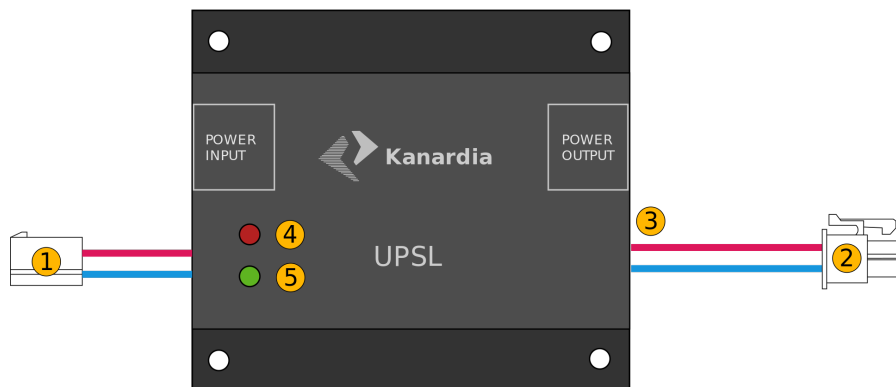 POWER
INPUT
Kanardia
POWER
OUTPUT
3
4
1
2
UPSL
5